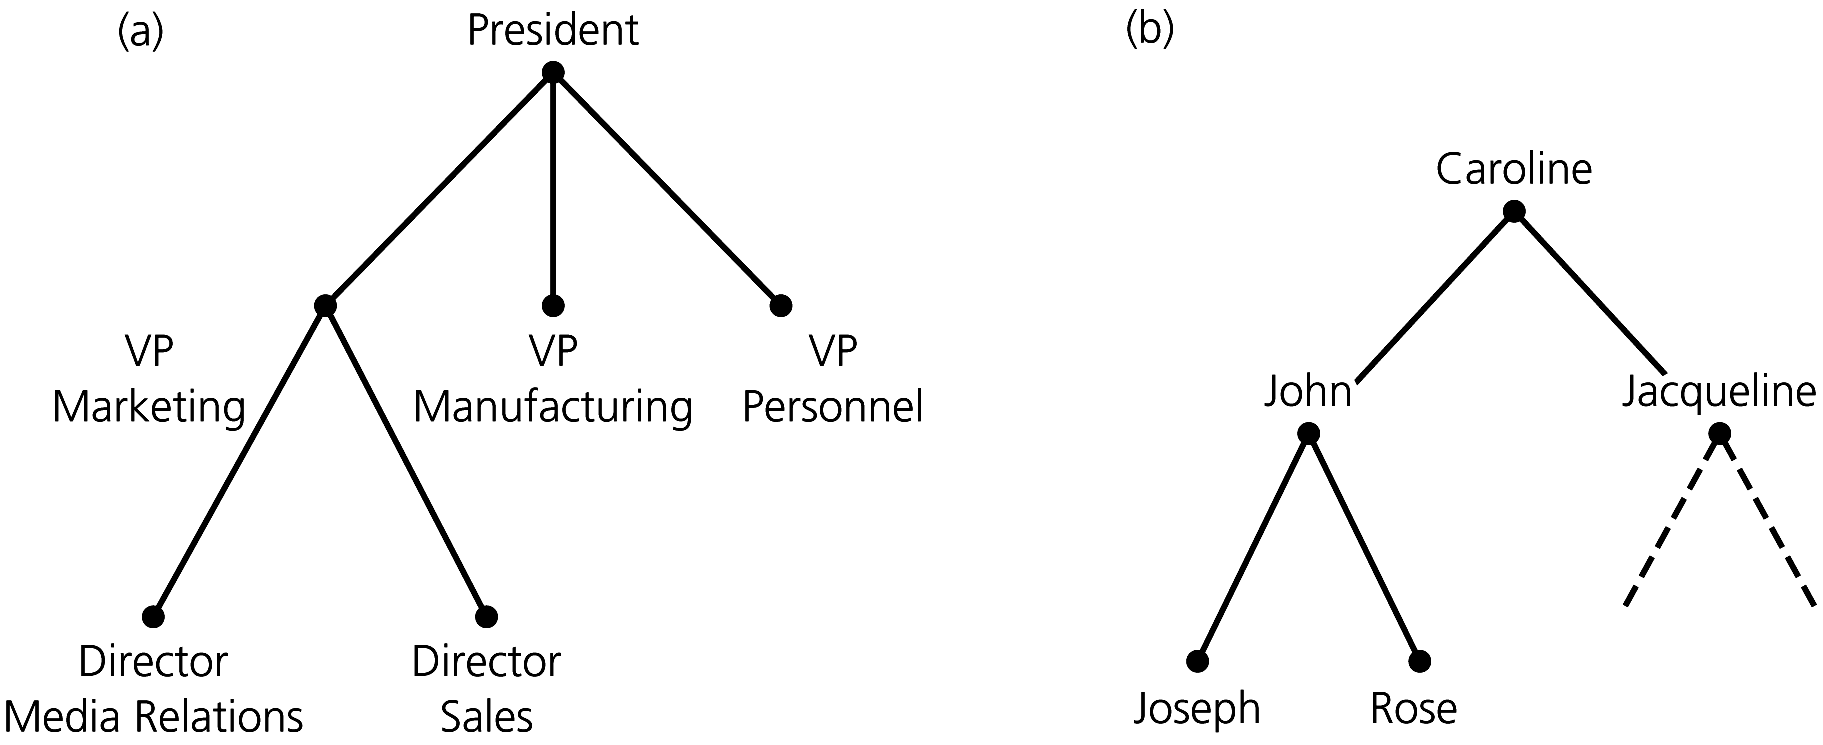 (a)
President
VP
Marketing
VP
Manufacturing
VP
Personnel
Director
Media Relations
Director
Sales
(b)
Caroline
John
Jacqueline
Joseph
Rose